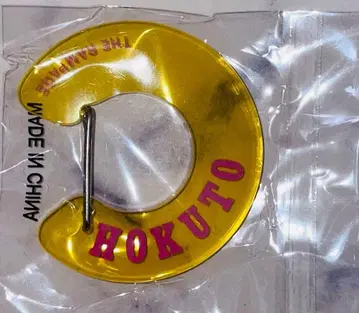 THE RAMPAGE
MADE IN CHINA
HOKUTO